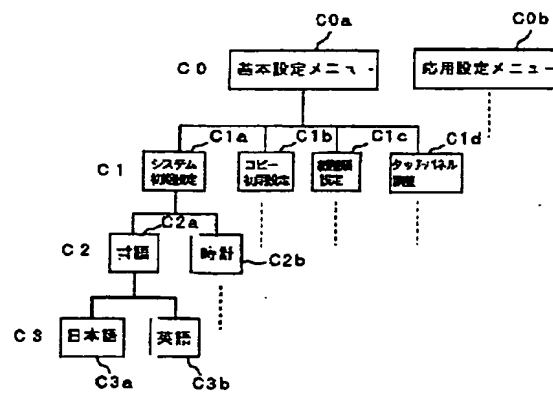 C0a
C0b
C0
基本設定メニュー
応用設定メニュー
C1a
C1b
C1c
C1d
C1
システム
初期設定
コピー
初期設定
設定
タッチパネル
調整
C2a
C2
言語
時計
C2b
C3
日本語
英語
C3a
C3b